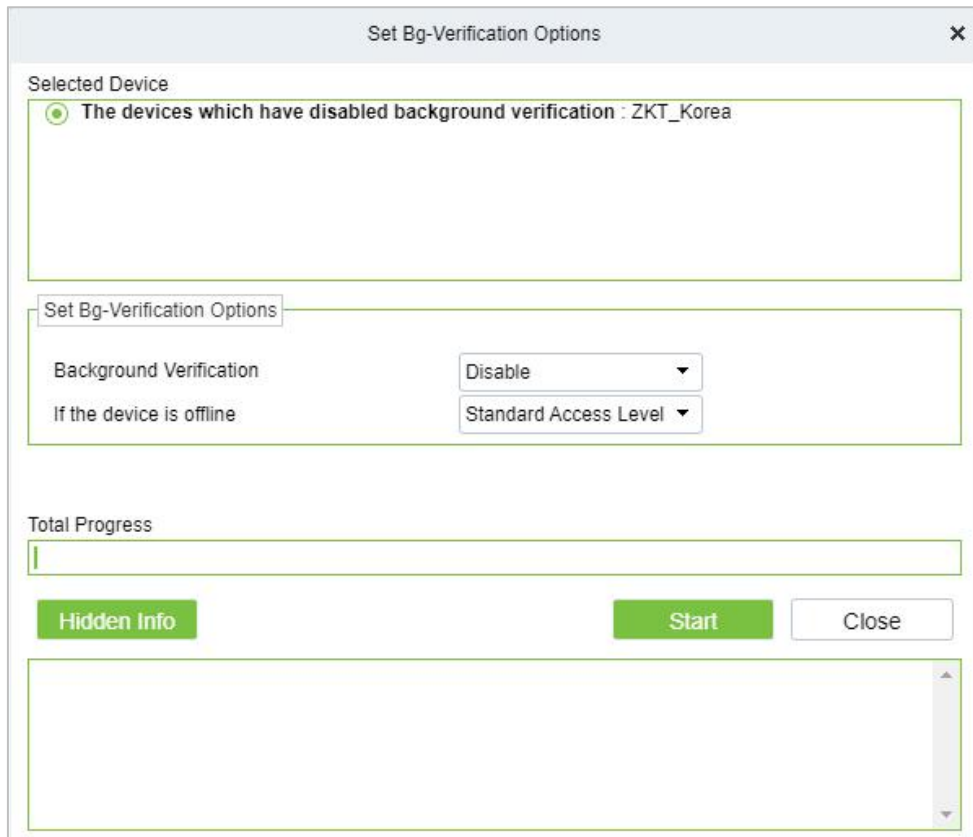 Set Bg-Verification Options
Selected Device
The devices which have disabled background verification : ZKT_Korea
Set Bg-Verification Options
Background Verification Disable
If the device is offline Standard Access Level
Total Progress
Hidden Info Start Close